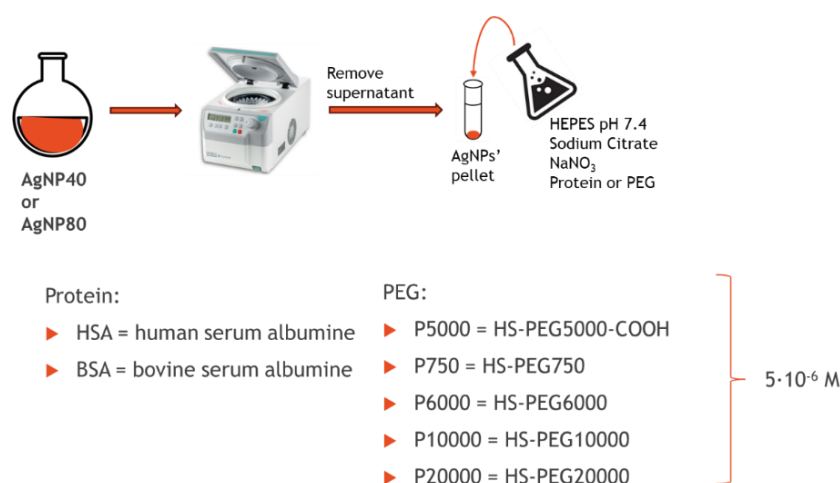 Remove
supernatant
HEPES pH 7.4
Sodium Citrate
NaNO₃
Protein or PEG
AgNPs’
pellet
AgNP40
or
AgNP80
Protein:
HSA = human serum albumine
BSA = bovine serum albumine
PEG:
P5000 = HS-PEG5000-COOH
P750 = HS-PEG750
P6000 = HS-PEG6000
P10000 = HS-PEG10000
P20000 = HS-PEG20000
5·10⁻⁶ M